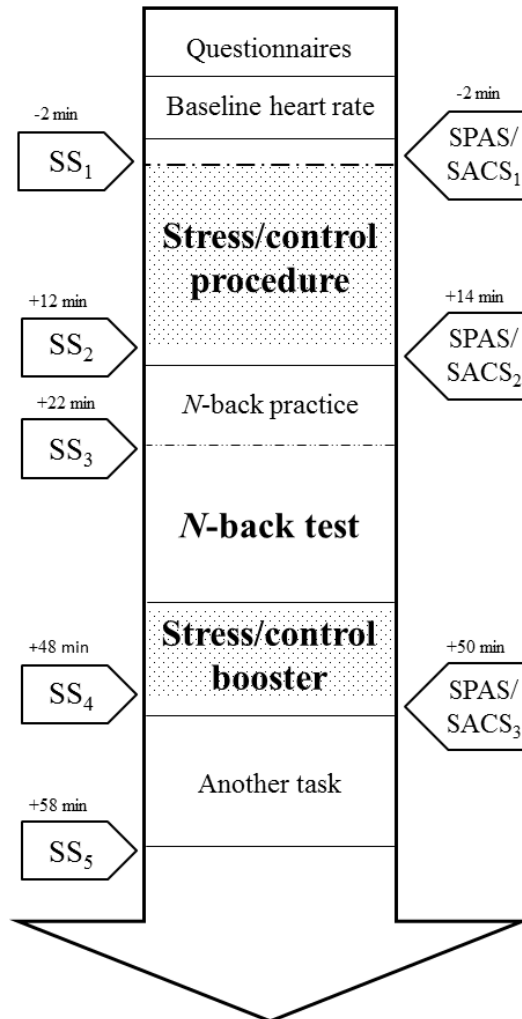 Questionnaires
Baseline heart rate
-2 min
SS₁
-2 min
SPAS/
SACS₁
Stress/control
procedure
+12 min
SS₂
+14 min
SPAS/
SACS₂
N-back practice
+22 min
SS₃
N-back test
Stress/control
booster
+48 min
SS₄
+50 min
SPAS/
SACS₃
Another task
+58 min
SS₅